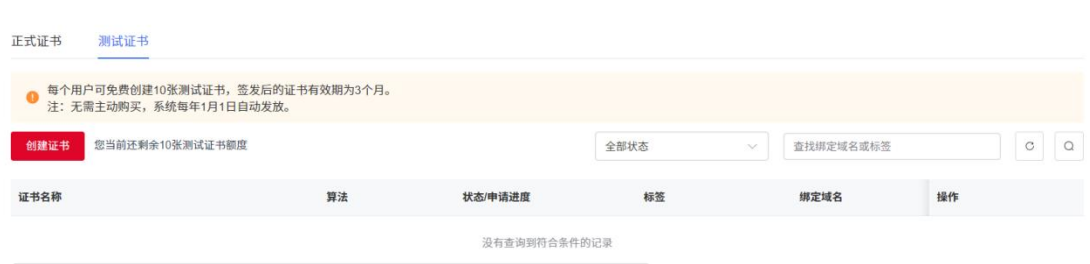 正式证书 测试证书
每个用户可免费创建10张测试证书，签发后的证书有效期为3个月。
注：无需主动购买，系统每年1月1日自动发放。
创建证书 您当前还剩余10张测试证书额度 全部状态 查找绑定域名或标签
证书名称 算法 状态/申请进度 标签 绑定域名 操作
没有查询到符合条件的记录